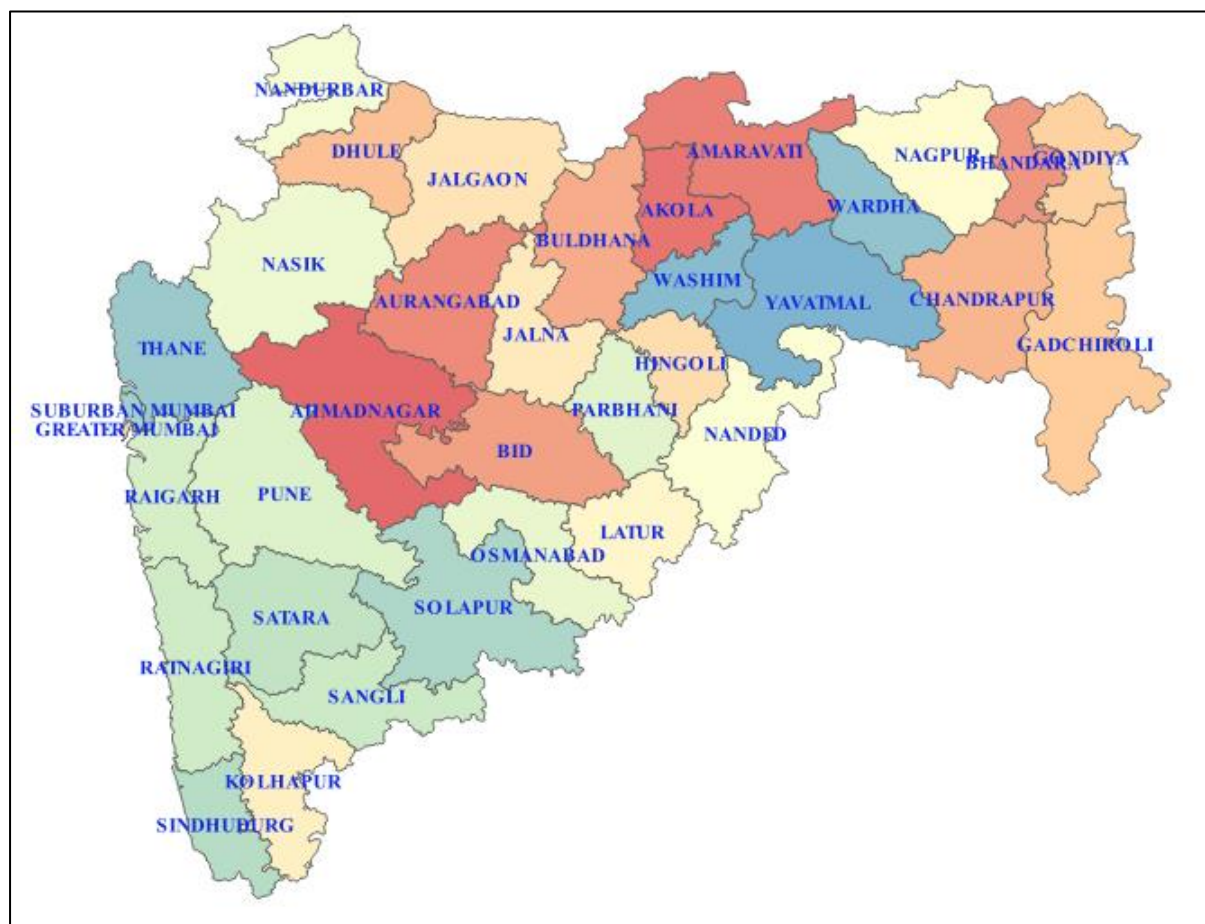 NANDURBAR
DHULE
JALGAON
AMARAVATI
NAGPUR
BHANDARA
GONDIYA
AKOLA
WARDHA
BULDHANA
NASIK
WASHIM
AURANGABAD
YAVATMAL
CHANDRAPUR
JALNA
THANE
GADCHIROLI
HINGOLI
SUBURBAN MUMBAI
AHMADNAGAR
PARBHANI
GREATER MUMBAI
NANDED
BID
RAIGARH
PUNE
LATUR
OSMANABAD
SATARA
SOLAPUR
RATNAGIRI
SANGLI
KOLHAPUR
SINDHUDURG